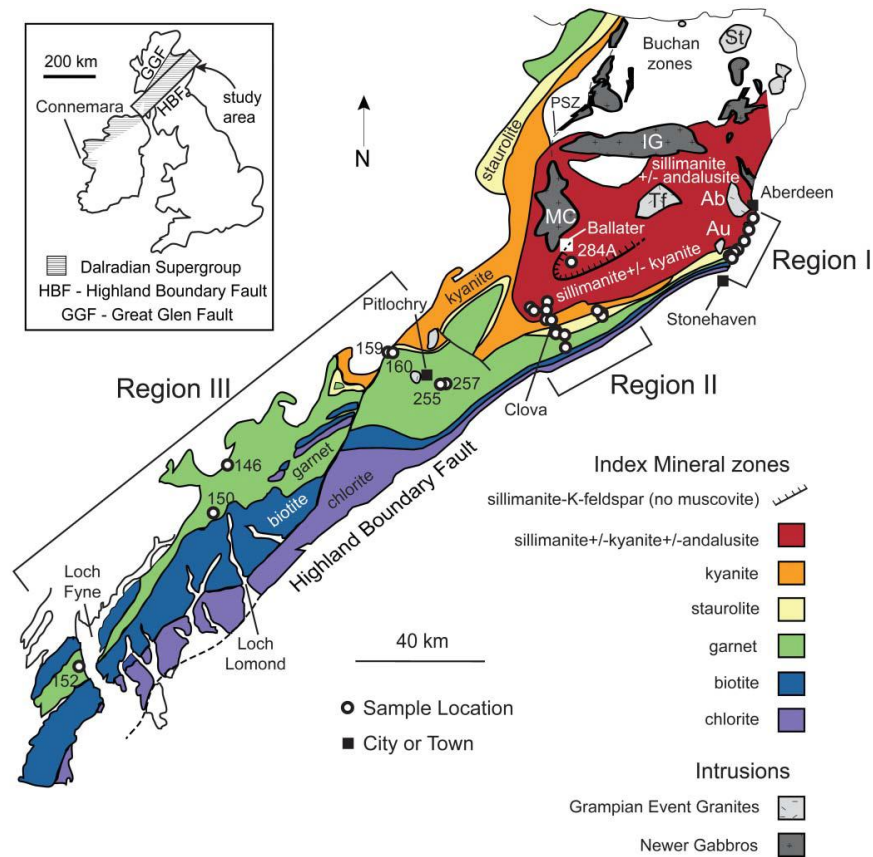 200 km
GGF
HBF
Connemara
study
area
Dalradian Supergroup
HBF - Highland Boundary Fault
GGF - Great Glen Fault
N
St
Buchan
zones
PSZ
staurolite
IG
sillimanite
+/- andalusite
MC
Tf
Ab
Aberdeen
Ballater
284A
Au
Region I
sillimanite+/- kyanite
Stonehaven
kyanite
Pitlochry
159
160
255
257
Clova
Region II
Region III
146
150
garnet
biotite
chlorite
Highland Boundary Fault
Loch
Fyne
Loch
Lomond
152
40 km
Sample Location
City or Town
Index Mineral zones
sillimanite-K-feldspar (no muscovite)
sillimanite+/-kyanite+/-andalusite
kyanite
staurolite
garnet
biotite
chlorite
Intrusions
Grampian Event Granites
Newer Gabbros